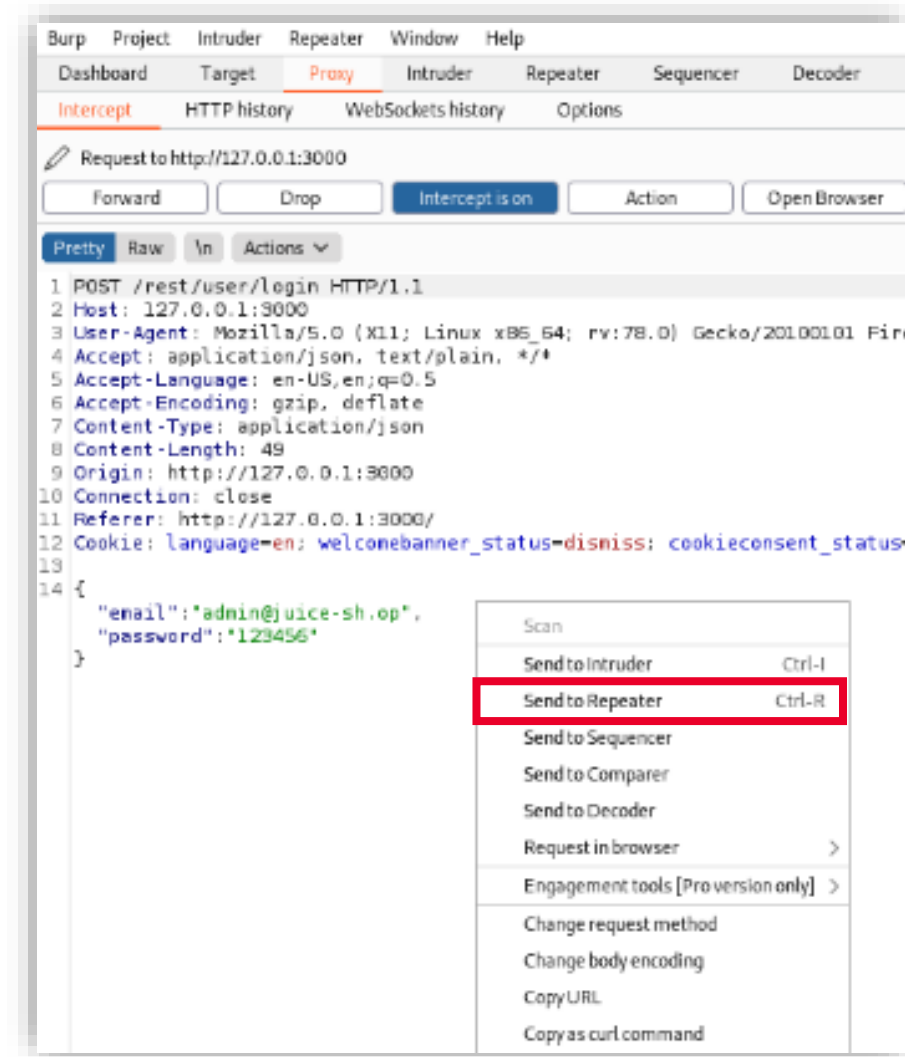 Burp Project Intruder Repeater Window Help
Dashboard Target Proxy Intruder Repeater Sequencer Decoder
Intercept HTTP history WebSockets history Options
Request to http://127.0.0.1:3000
Forward Drop Intercept is on Action Open Browser
Pretty Raw \n Actions
1 POST /rest/user/login HTTP/1.1
2 Host: 127.0.0.1:3000
3 User-Agent: Mozilla/5.0 (X11; Linux x86_64; rv:78.0) Gecko/20100101 Fire
4 Accept: application/json, text/plain, */*
5 Accept-Language: en-US,en;q=0.5
6 Accept-Encoding: gzip, deflate
7 Content-Type: application/json
8 Content-Length: 49
9 Origin: http://127.0.0.1:3000
10 Connection: close
11 Referer: http://127.0.0.1:3000/
12 Cookie: language=en; welcomebanner_status=dismiss; cookieconsent_status=
13
14 {
"email":"admin@juice-sh.op",
"password":"123456"
}
Scan
Send to Intruder Ctrl-I
Send to Repeater Ctrl-R
Send to Sequencer
Send to Comparer
Send to Decoder
Request in browser >
Engagement tools [Pro version only] >
Change request method
Change body encoding
Copy URL
Copy as curl command